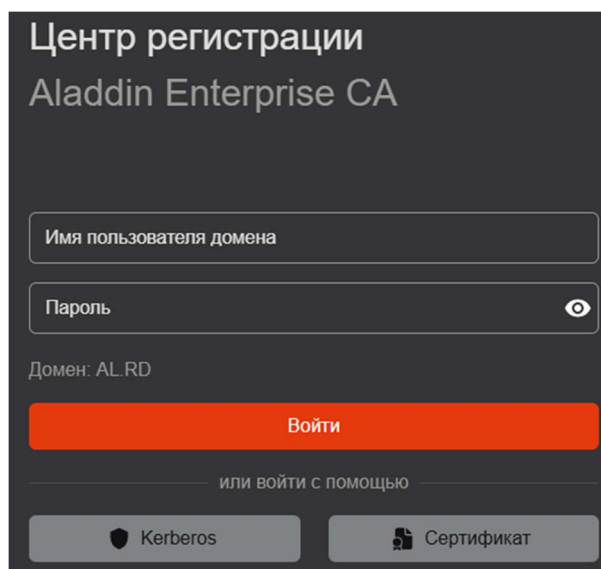 Центр регистрации
Aladdin Enterprise CA
Имя пользователя домена
Пароль
Домен: AL.RD
Войти
или войти с помощью
Kerberos Сертификат